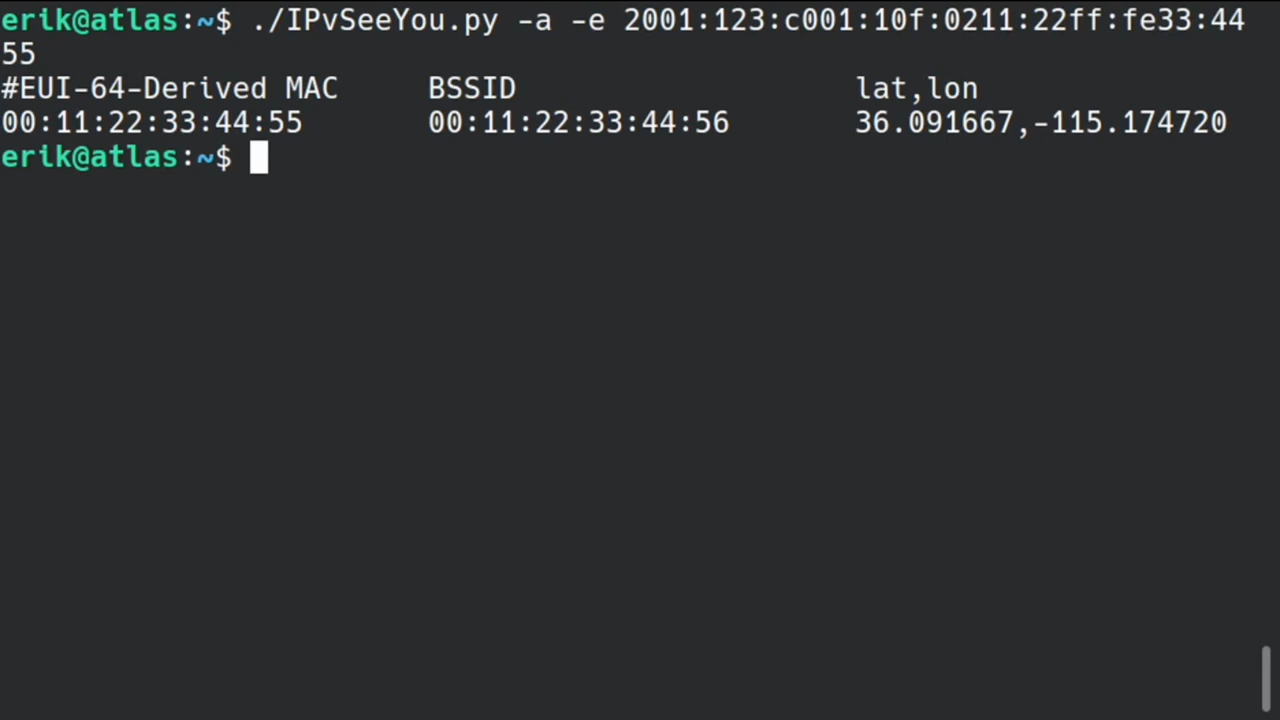 erik@atlas:~$ ./IPvSeeYou.py -a -e 2001:123:c001:10f:0211:22ff:fe33:44
55
#EUI-64-Derived MAC     BSSID                   lat,lon
00:11:22:33:44:55       00:11:22:33:44:56       36.091667,-115.174720
erik@atlas:~$